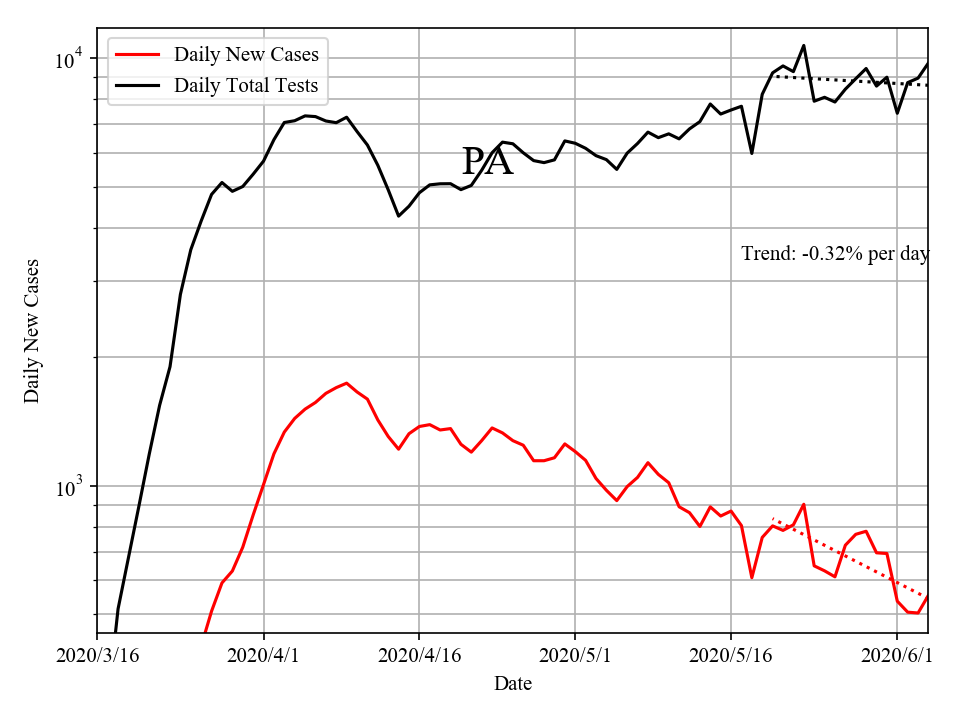 Daily New Cases
Daily Total Tests
10^4
PA
Trend: -0.32% per day
Daily New Cases
10^3
2020/3/16 2020/4/1 2020/4/16 2020/5/1 2020/5/16 2020/6/1
Date